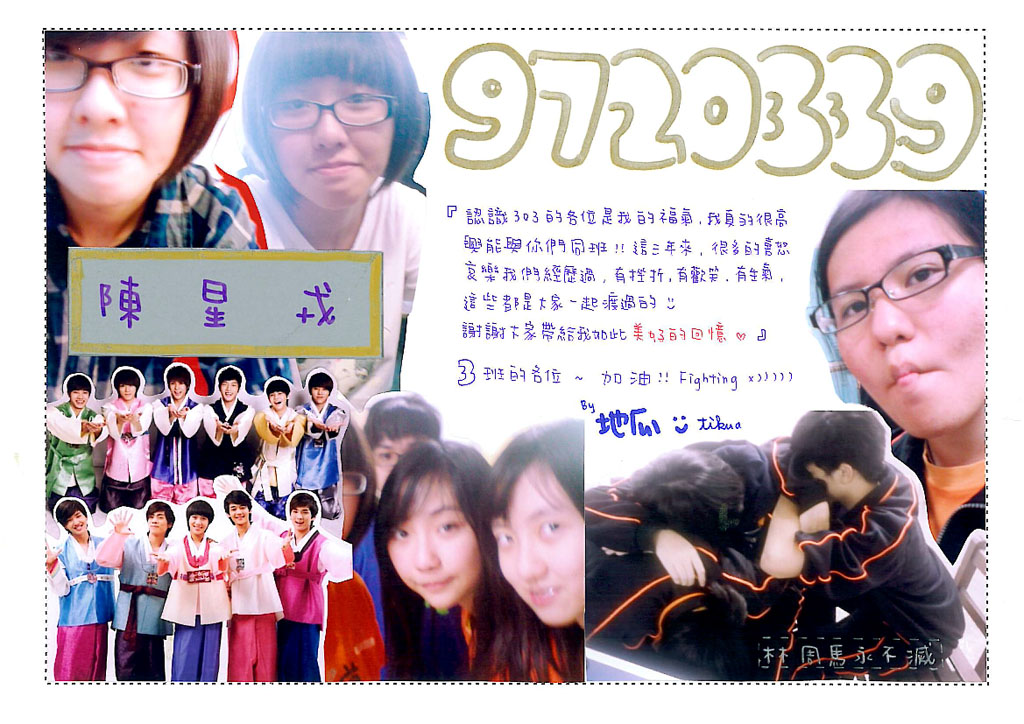 9720339
『認識303的各位是我的福氣,我真的很高
興能與你們同班!!這三年來,很多的喜怒
哀樂我們經歷過,有挫折,有歡笑.有生氣,
這些都是大家一起渡過的
謝謝大家帶給我如此美好的回憶♡』
3班的各位~加油!!Fighting x)))))
By 地瓜 tikua
陳星戎
林周馬永不滅